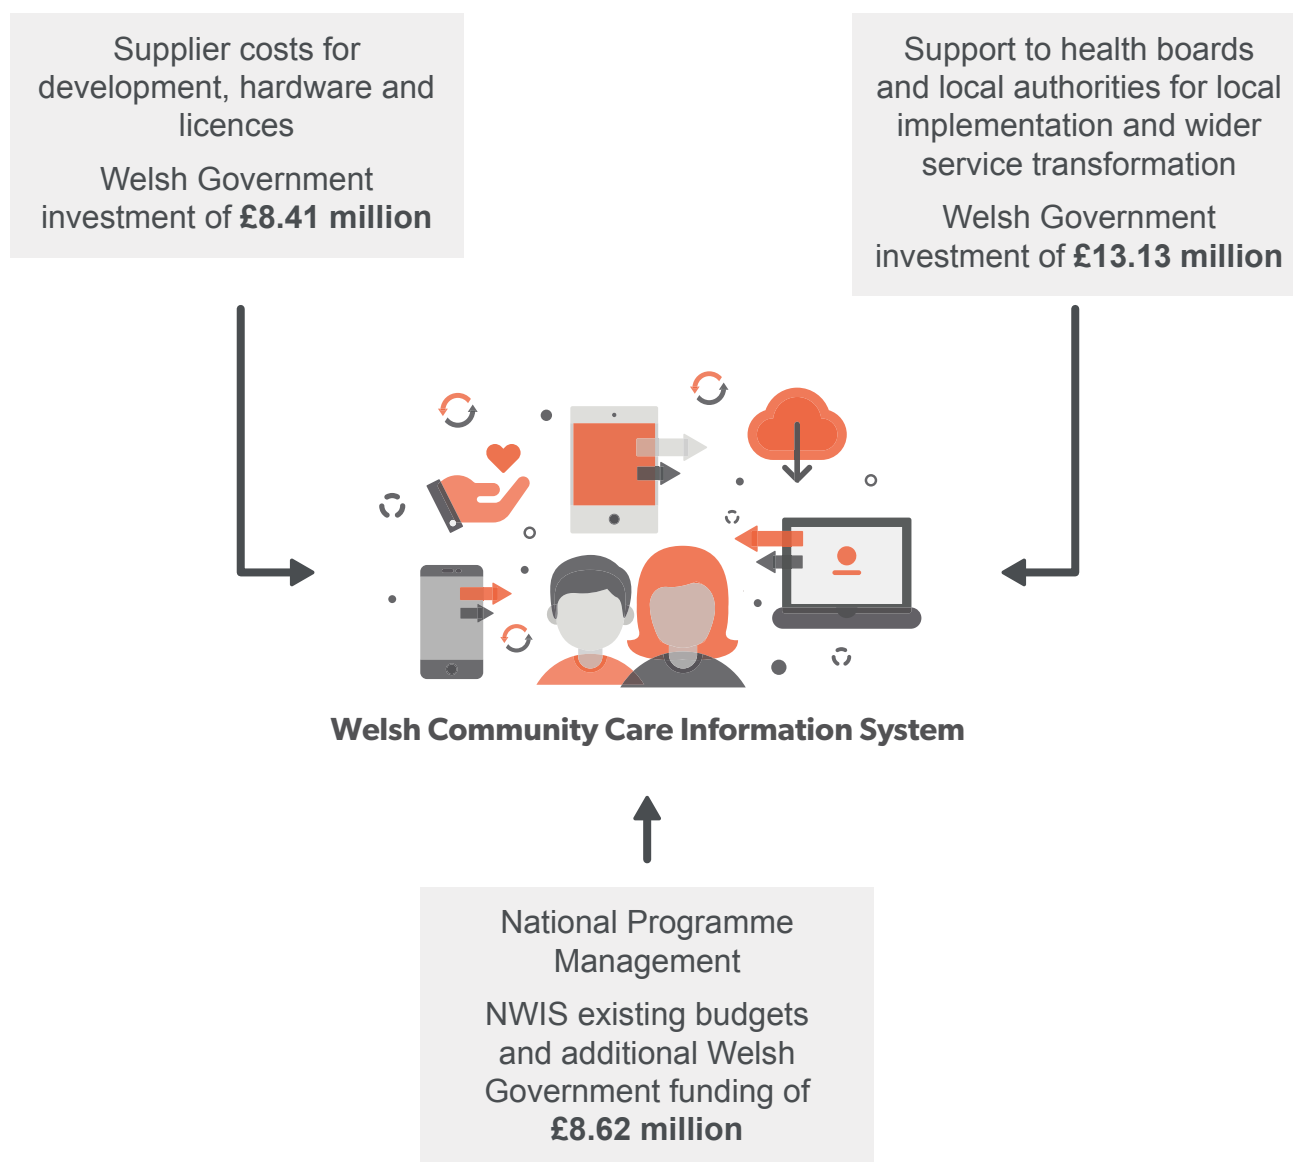 Supplier costs for
development, hardware and
licences
Welsh Government
investment of £8.41 million
Support to health boards
and local authorities for local
implementation and wider
service transformation
Welsh Government
investment of £13.13 million
Welsh Community Care Information System
National Programme
Management
NWIS existing budgets
and additional Welsh
Government funding of
£8.62 million